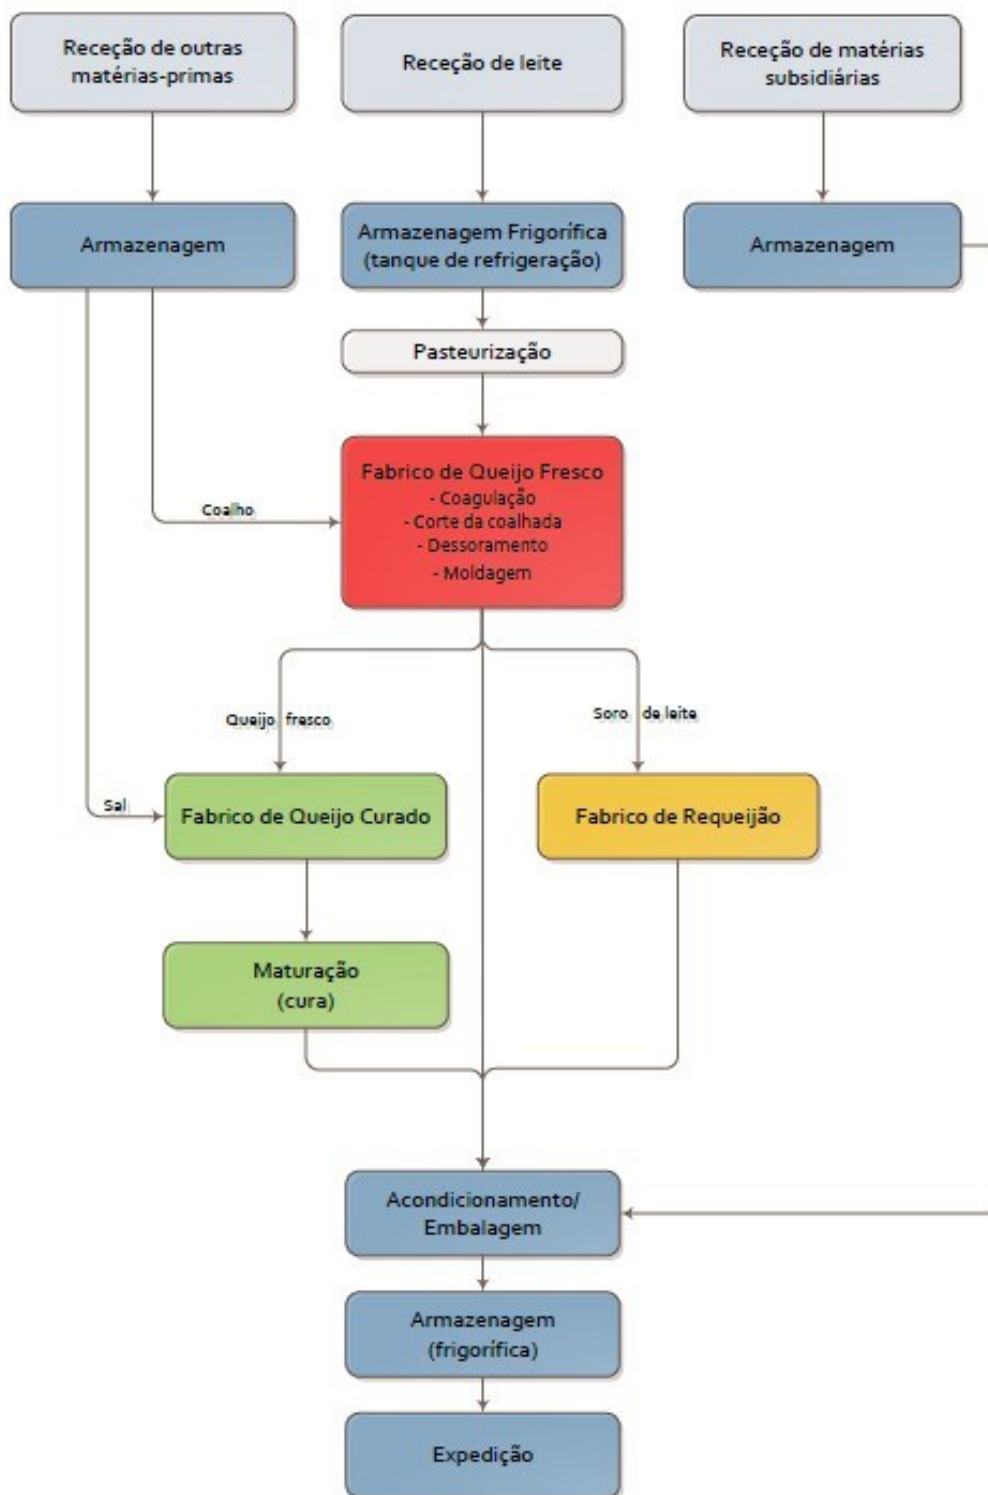 Receção de outras
matérias-primas
Receção de leite
Receção de matérias
subsidiárias
Armazenagem
Armazenagem Frigorífica
(tanque de refrigeração)
Armazenagem
Pasteurização
Fabrico de Queijo Fresco
- Coagulação
- Corte da coalhada
- Dessoramento
- Moldagem
Coalho
Queijo fresco
Soro de leite
Sal
Fabrico de Queijo Curado
Fabrico de Requeijão
Maturação
(cura)
Acondicionamento/
Embalagem
Armazenagem
(frigorífica)
Expedição